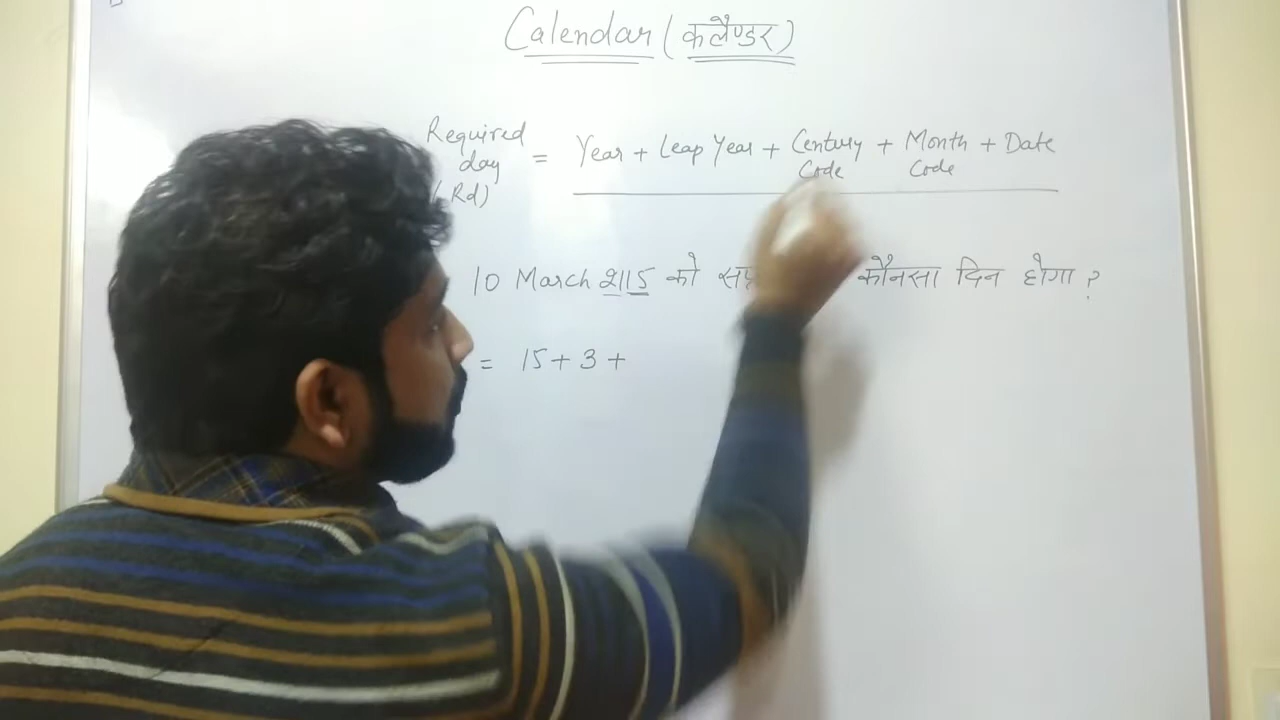 Calendar (कलैण्डर)
Required day (Rd) = Year + Leap Year + Century Code + Month Code + Date
10 March 2115 को कौनसा दिन होगा ?
= 15 + 3 +